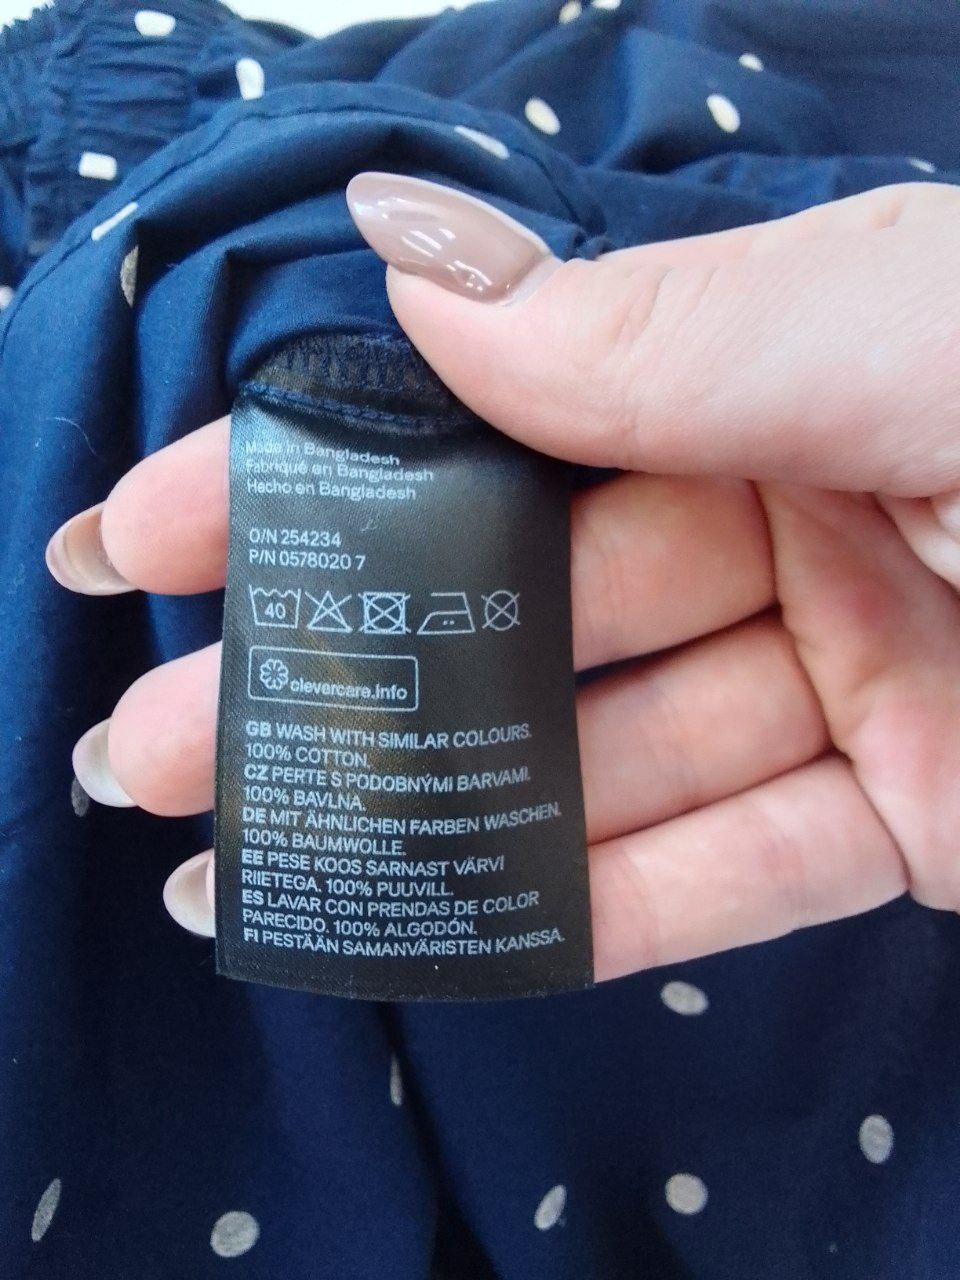 Made in Bangladesh
Fabriqué en Bangladesh
Hecho en Bangladesh
O/N 254234
P/N 0578020 7
40
clevercare.info
GB WASH WITH SIMILAR COLOURS.
100% COTTON.
CZ PERTE S PODOBNÝMI BARVAMI.
100% BAVLNA.
DE MIT ÄHNLICHEN FARBEN WASCHEN.
100% BAUMWOLLE.
EE PESE KOOS SARNAST VÄRVI
RIIETEGA. 100% PUUVILL.
ES LAVAR CON PRENDAS DE COLOR
PARECIDO. 100% ALGODÓN.
FI PESTÄÄN SAMANVÄRISTEN KANSSA.